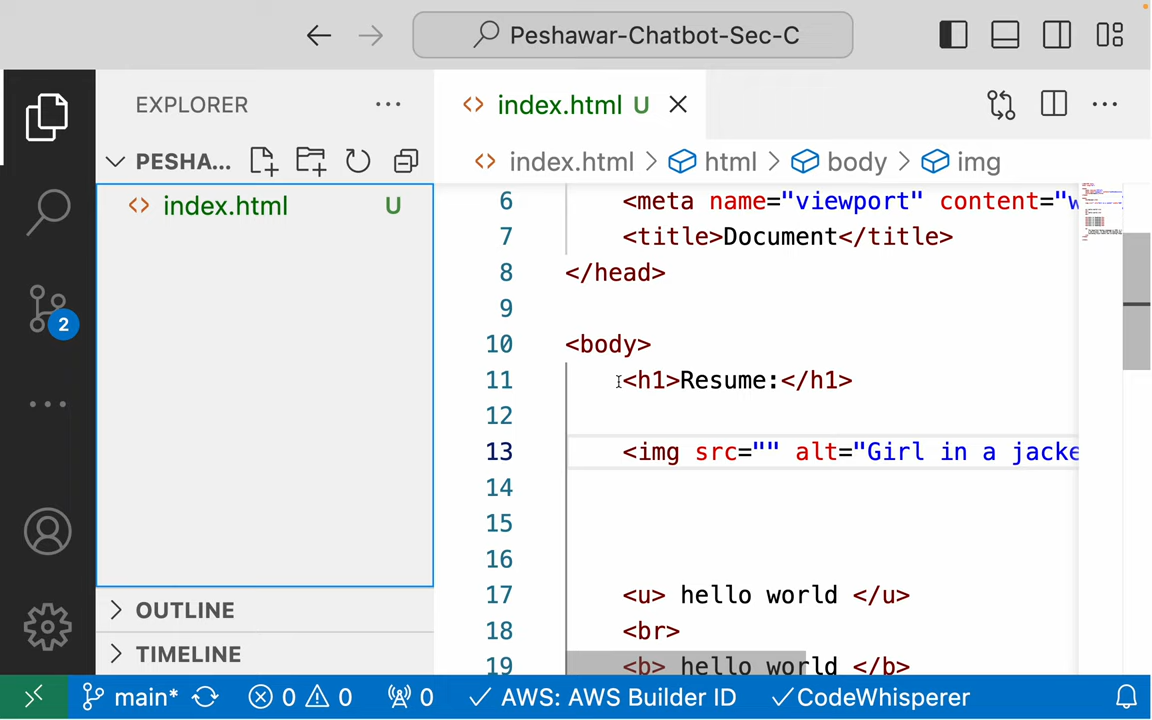 Peshawar-Chatbot-Sec-C
EXPLORER
index.html U
PESHA...
index.html > html > body > img
index.html U
6 <meta name="viewport" content="w
7 <title>Document</title>
8 </head>
9
10 <body>
11 <h1>Resume:</h1>
12
13 <img src="" alt="Girl in a jacke
14
15
16
17 <u> hello world </u>
18 <br>
19 <b> hello world </b>
2
OUTLINE
TIMELINE
main* 0 0 0 AWS: AWS Builder ID CodeWhisperer